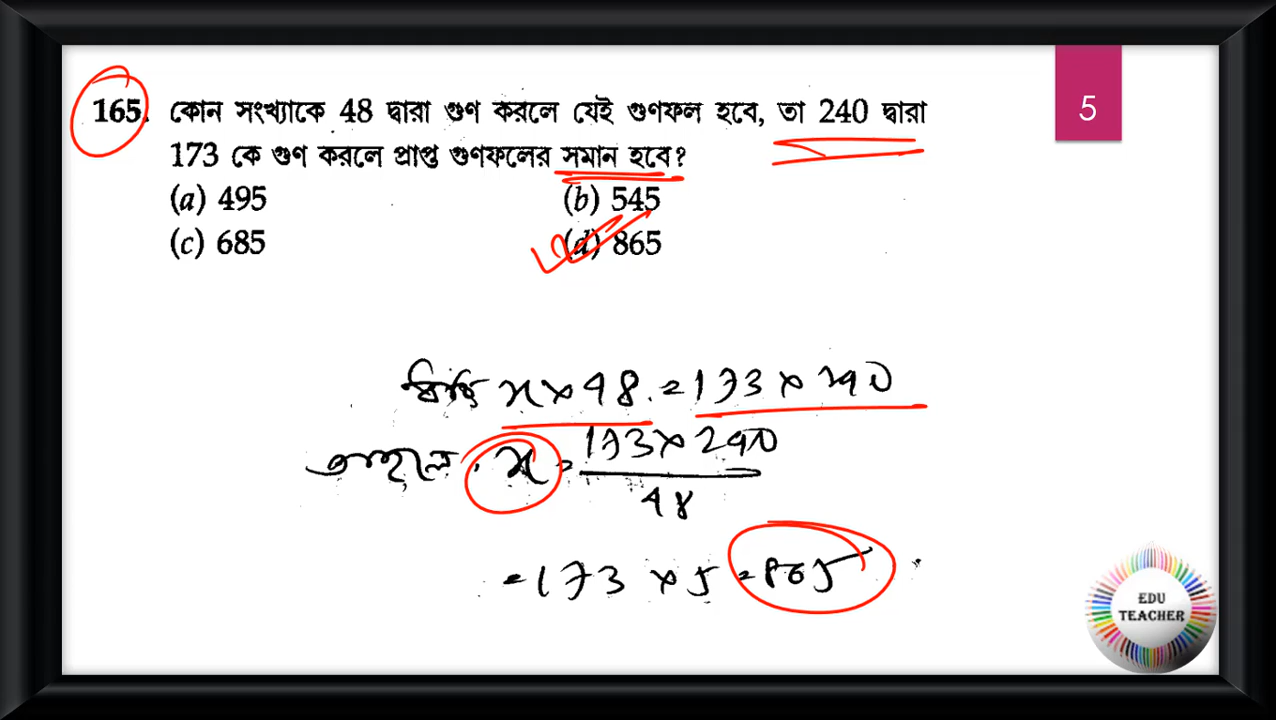 5
165. কোন সংখ্যাকে 48 দ্বারা গুণ করলে যেই গুণফল হবে, তা 240 দ্বারা
173 কে গুণ করলে প্রাপ্ত গুণফলের সমান হবে?
(a) 495 (b) 545
(c) 685 (d) 865
x × 48 = 173 × 240
তাহলে x = 173 × 240
48
= 173 × 5 = 865
EDU
TEACHER